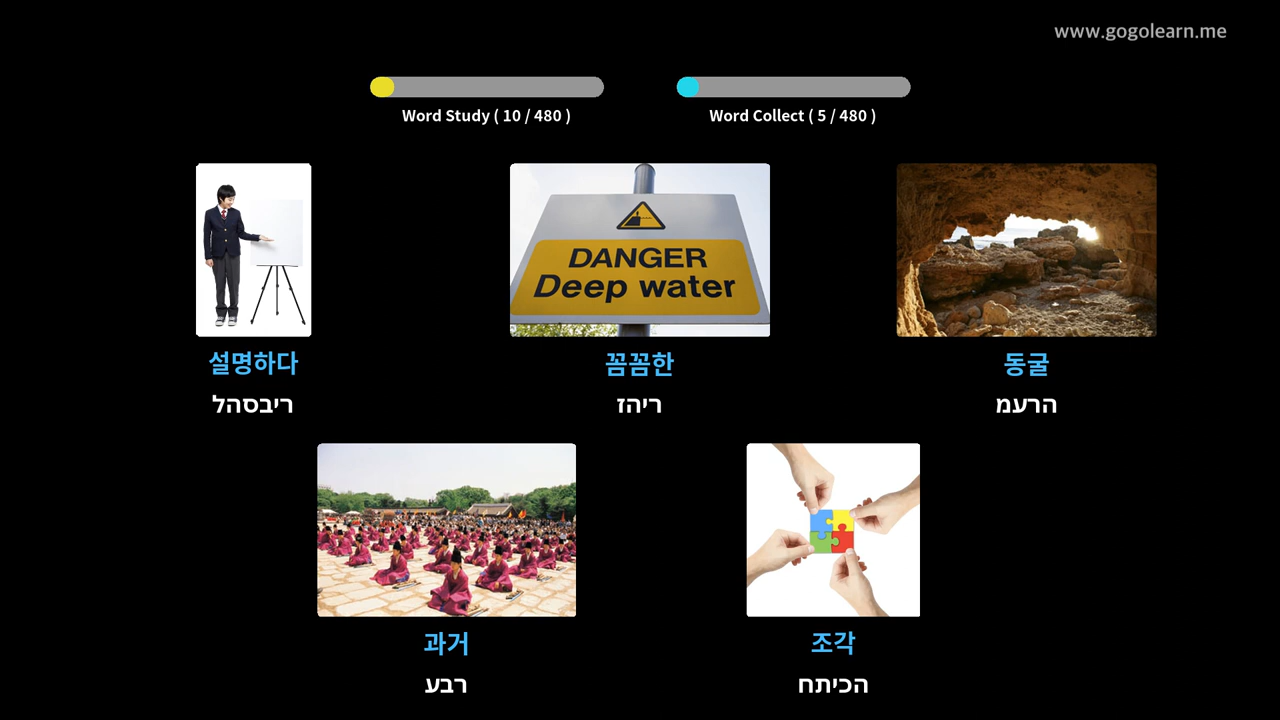 www.gogolearn.me
Word Study ( 10 / 480 )
Word Collect ( 5 / 480 )
DANGER
Deep water
설명하다
꼼꼼한
동굴
ריבסהל
ריהז
הרעמ
과거
조각
רבע
הכיתח